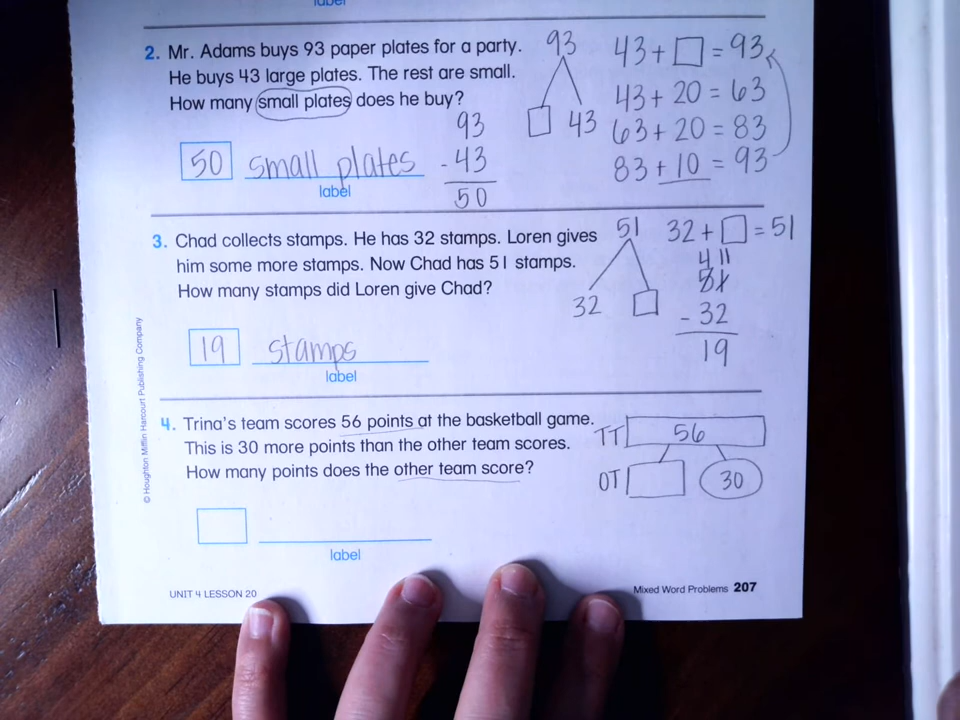 label
2. Mr. Adams buys 93 paper plates for a party.
He buys 43 large plates. The rest are small.
How many small plates does he buy?
50 small plates
label
93
- 43
50
93
43
43 + □ = 93
43 + 20 = 63
63 + 20 = 83
83 + 10 = 93
3. Chad collects stamps. He has 32 stamps. Loren gives
him some more stamps. Now Chad has 51 stamps.
How many stamps did Loren give Chad?
19 stamps
label
51
32
32 + □ = 51
4 11
51
- 32
19
4. Trina's team scores 56 points at the basketball game.
This is 30 more points than the other team scores.
How many points does the other team score?
label
TT 56
OT 30
© Houghton Mifflin Harcourt Publishing Company
UNIT 4 LESSON 20
Mixed Word Problems 207